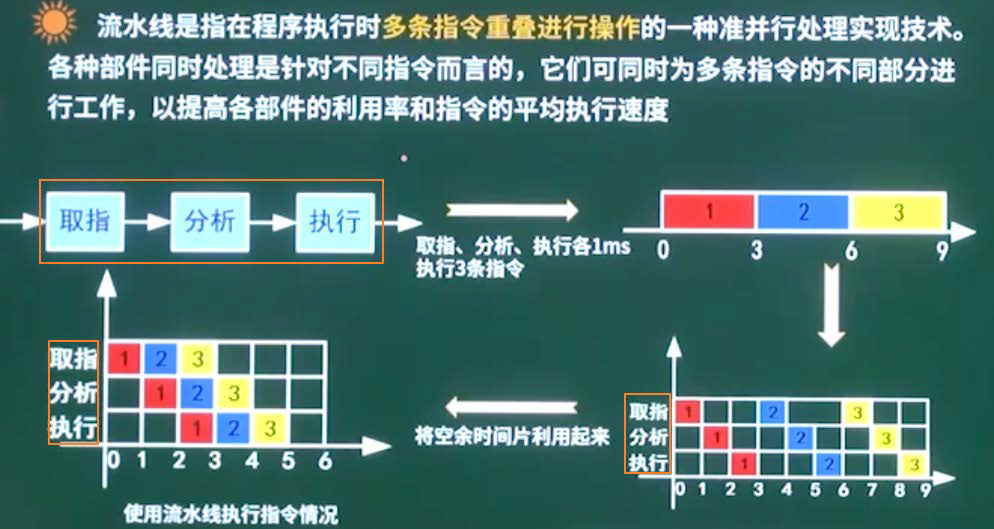 流水线是指在程序执行时多条指令重叠进行操作的一种准并行处理实现技术。
各种部件同时处理是针对不同指令而言的，它们可同时为多条指令的不同部分进
行工作，以提高各部件的利用率和指令的平均执行速度
取指 分析 执行
取指、分析、执行各1ms
执行3条指令
1 2 3
0 3 6 9
取指 1 2 3
分析 1 2 3
执行 1 2 3
0 1 2 3 4 5 6
使用流水线执行指令情况
将空余时间片利用起来
取指 1 2 3
分析 1 2 3
执行 1 2 3
0 1 2 3 4 5 6 7 8 9